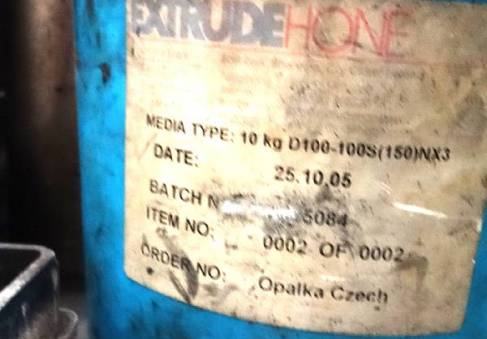 EXTRUDEHONE
MEDIA TYPE: 10 kg D100-100S(150)NX3
DATE: 25.10.05
BATCH N 5084
ITEM NO: 0002 OF 0002
ORDER NO: Opalka Czech